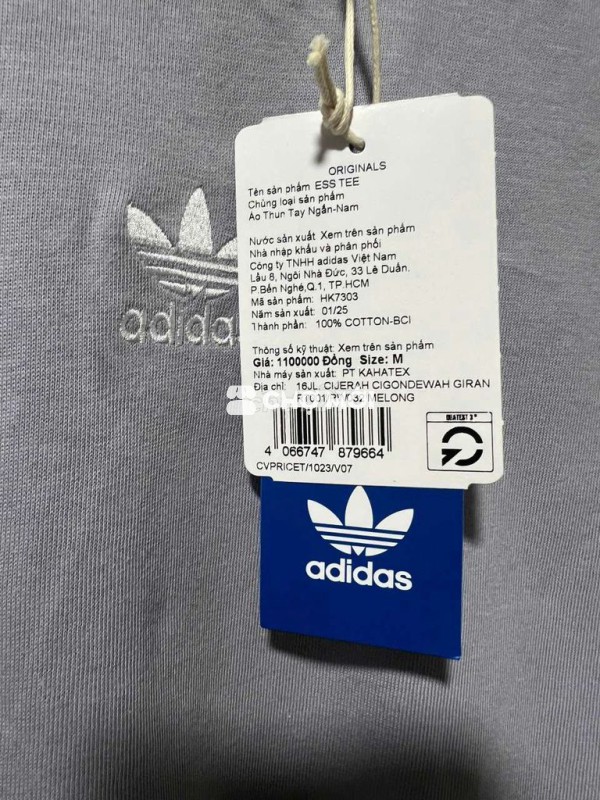 ORIGINALS
Tên sản phẩm ESS TEE
Chủng loại sản phẩm
Áo Thun Tay Ngắn-Nam
Nước sản xuất Xem trên sản phẩm
Nhà nhập khẩu và phân phối
Công ty TNHH adidas Việt Nam
Lầu 8, Ngôi Nhà Đức, 33 Lê Duẩn.
P.Bến Nghé,Q.1, TP.HCM
Mã sản phẩm: HK7303
Năm sản xuất: 01/25
Thành phần: 100% COTTON-BCI
Thông số kỹ thuật: Xem trên sản phẩm
Giá: 1100000 Đồng Size: M
Nhà máy sản xuất: PT KAHATEX
Địa chỉ: 16JL. CIJERAH CIGONDEWAH GIRAN
MELONG
4 066747 879664
CVPRICET/1023/V07
adidas
adidas